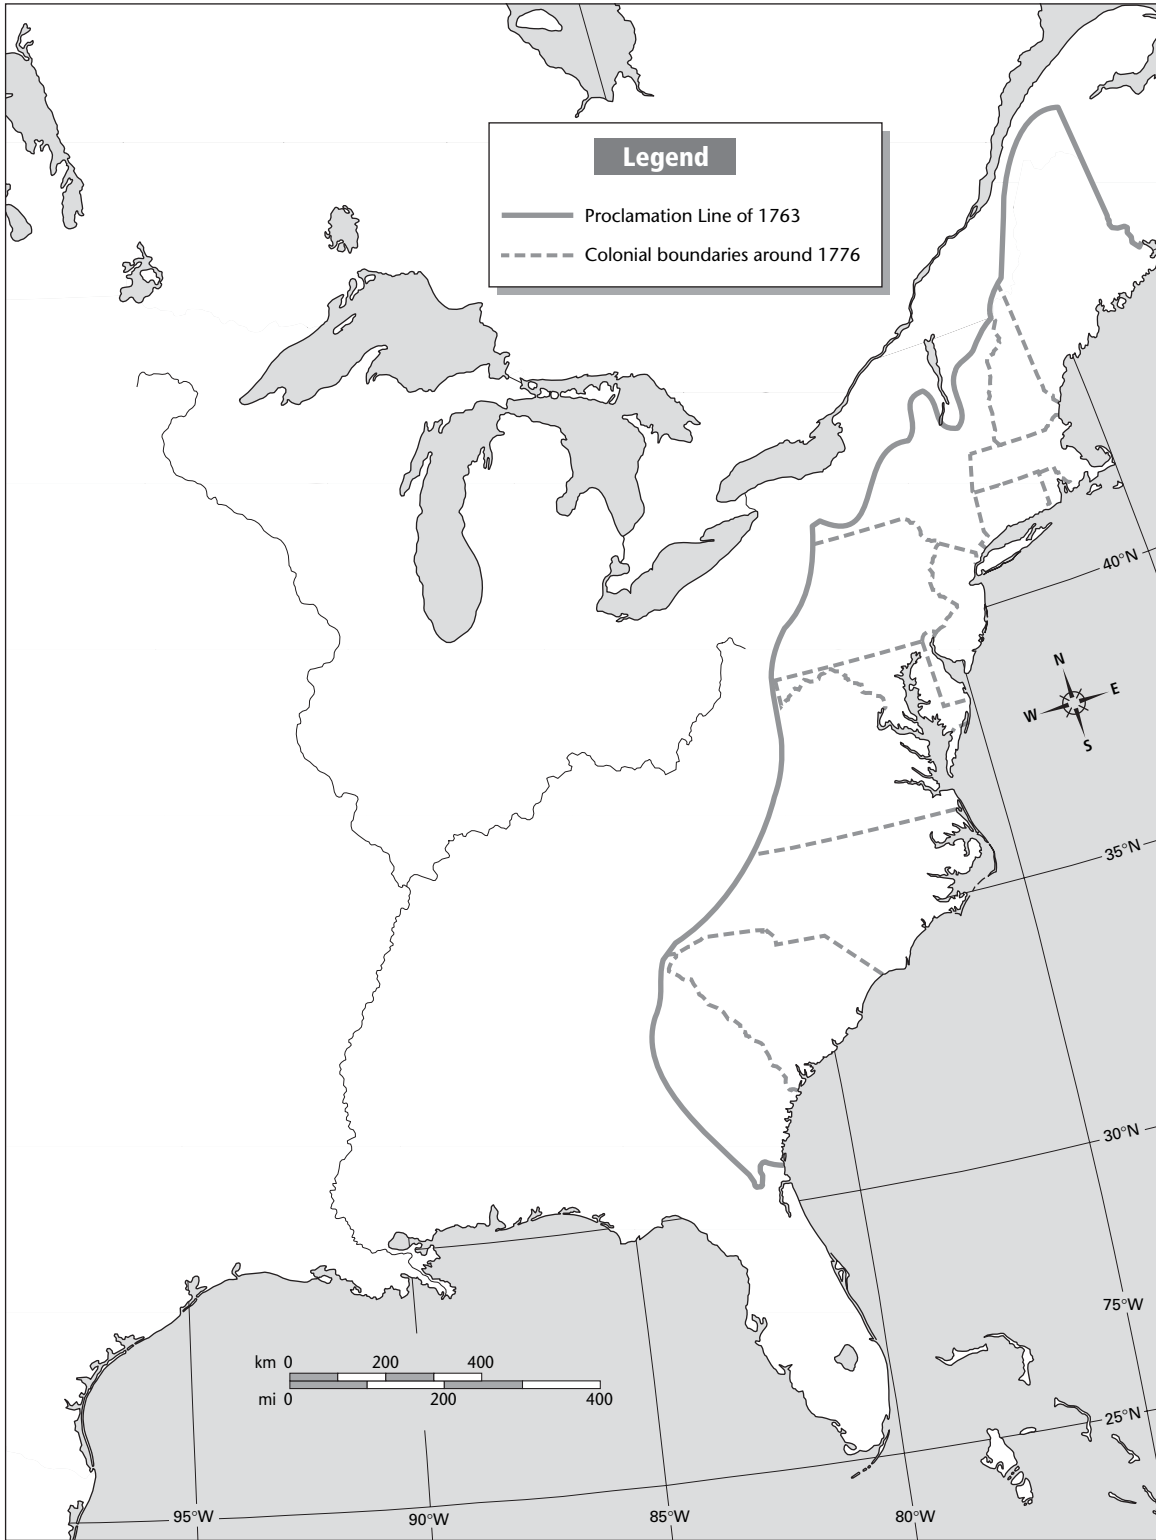 Legend
Proclamation Line of 1763
Colonial boundaries around 1776
40°N
N
E
W
S
35°N
30°N
75°W
km 0 200 400
mi 0 200 400
25°N
95°W 90°W 85°W 80°W